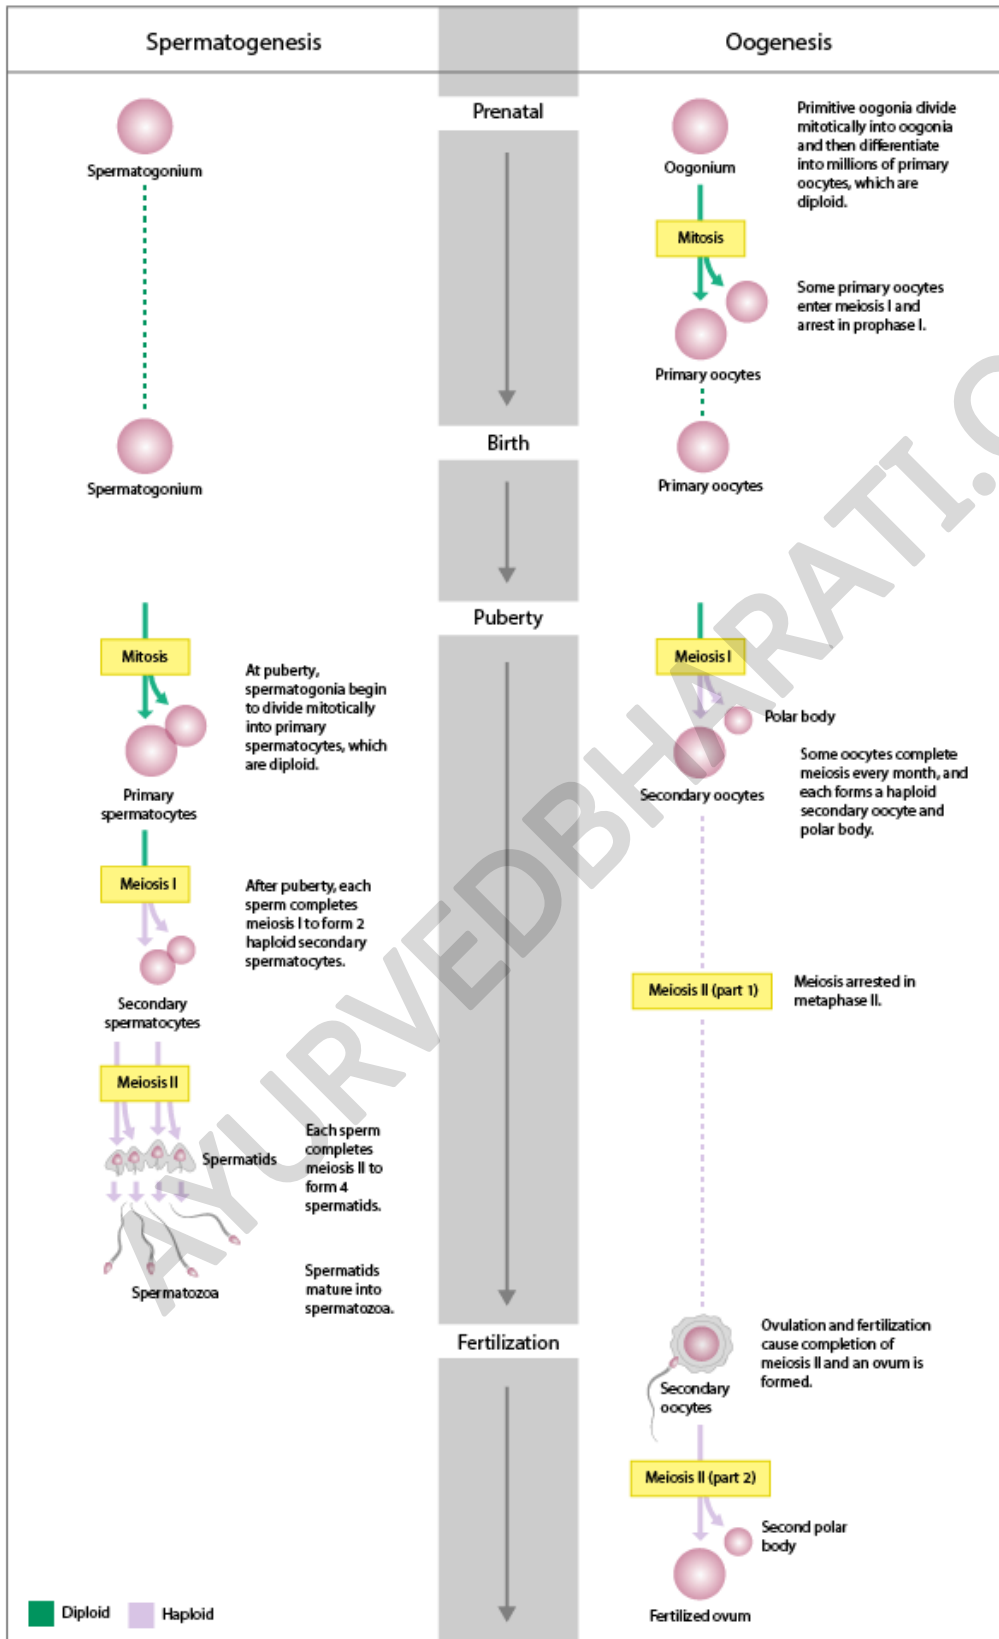 Spermatogenesis
Oogenesis
Prenatal
Spermatogonium
Oogonium
Primitive oogonia divide
mitotically into oogonia
and then differentiate
into millions of primary
oocytes, which are
diploid.
Mitosis
Some primary oocytes
enter meiosis I and
arrest in prophase I.
Primary oocytes
Birth
Spermatogonium
Primary oocytes
Puberty
Mitosis
At puberty,
spermatogonia begin
to divide mitotically
into primary
spermatocytes, which
are diploid.
Primary
spermatocytes
Meiosis I
Polar body
Secondary oocytes
Some oocytes complete
meiosis every month, and
each forms a haploid
secondary oocyte and
polar body.
Meiosis I
After puberty, each
sperm completes
meiosis I to form 2
haploid secondary
spermatocytes.
Secondary
spermatocytes
Meiosis II (part 1)
Meiosis arrested in
metaphase II.
Meiosis II
Spermatids
Each sperm
completes
meiosis II to
form 4
spermatids.
Spermatozoa
Spermatids
mature into
spermatozoa.
Fertilization
Secondary
oocytes
Ovulation and fertilization
cause completion of
meiosis II and an ovum is
formed.
Meiosis II (part 2)
Second polar
body
Fertilized ovum
Diploid
Haploid
AYURVEDBHARATI.O